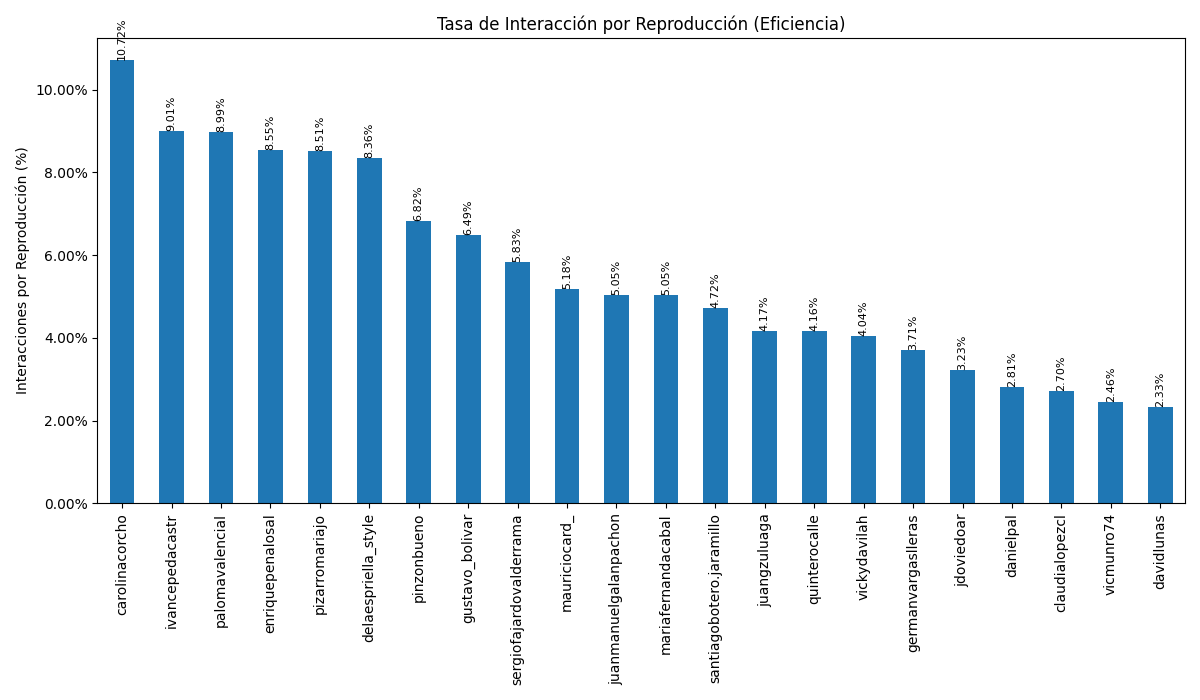 Tasa de Interacción por Reproducción (Eficiencia)
Interacciones por Reproducción (%)
10.00%
8.00%
6.00%
4.00%
2.00%
0.00%
10.72%
9.01%
8.99%
8.55%
8.51%
8.36%
6.82%
6.49%
5.83%
5.18%
5.05%
5.05%
4.72%
4.17%
4.16%
4.04%
3.71%
3.23%
2.81%
2.70%
2.46%
2.33%
carolinacorcho
ivancepedacastr
palomavalencial
enriquepenalosal
pizarromariajo
delaespriella_style
pinzonbueno
gustavo_bolivar
sergiofajardovalderrama
mauriciocard_
juanmanuelgalanpachon
mariafernandacabal
santiagobotero.jaramillo
juangzuluaga
quinterocalle
vickydavilah
germanvargaslleras
jdoviedoar
danielpal
claudialopezcl
vicmunro74
davidlunas